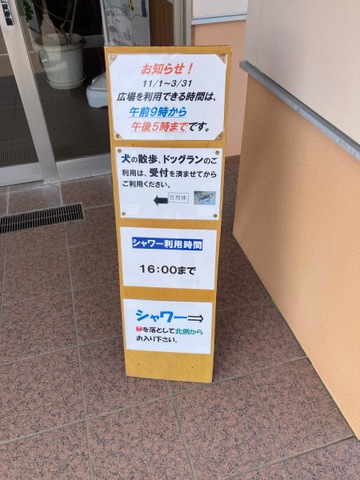 お知らせ！
11/1～3/31
広場を利用できる時間は、
午前9時から
午後5時までです。
犬の散歩、ドッグランのご
利用は、受付を済ませてから
ご利用ください。
管理棟
シャワー利用時間
16:00まで
シャワー⇒
砂を落として北側から
お入り下さい。